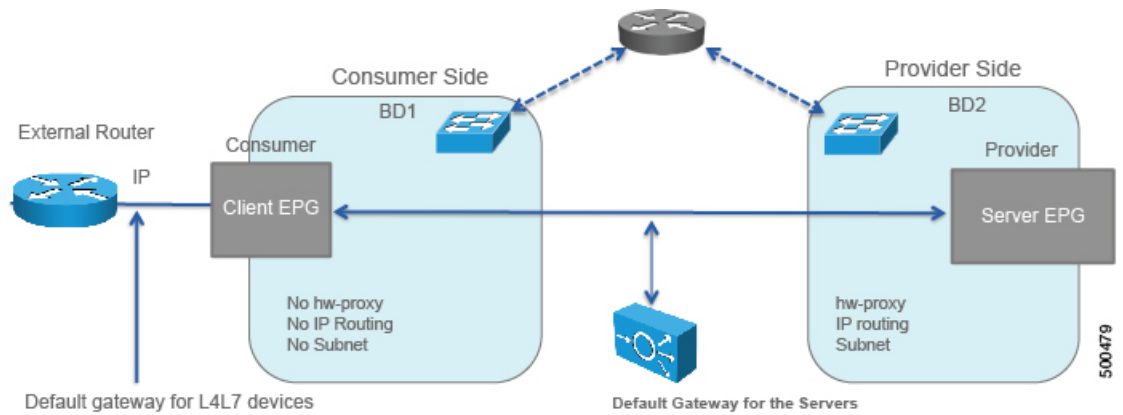 Consumer Side
Provider Side
BD1
BD2
External Router
Consumer
Provider
IP
Client EPG
Server EPG
No hw-proxy
No IP Routing
No Subnet
hw-proxy
IP routing
Subnet
500479
Default gateway for L4L7 devices
Default Gateway for the Servers